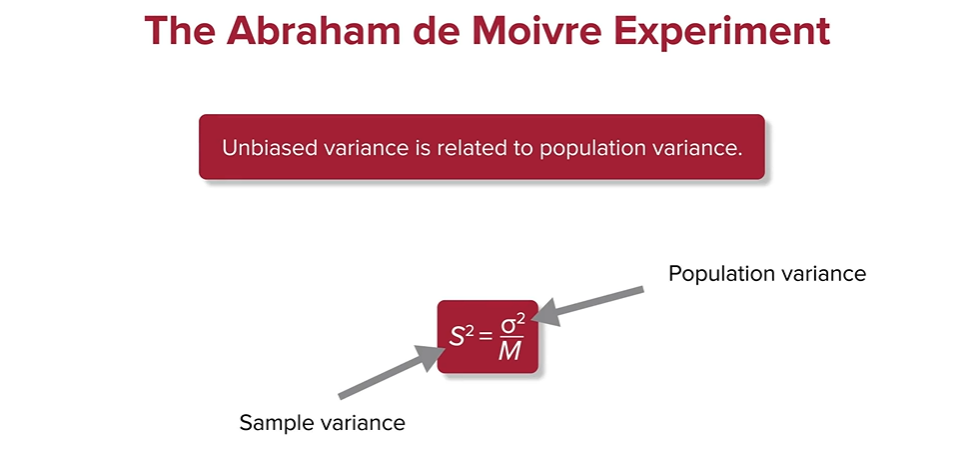 The Abraham de Moivre Experiment
Unbiased variance is related to population variance.
Population variance
S² = σ²/M
Sample variance